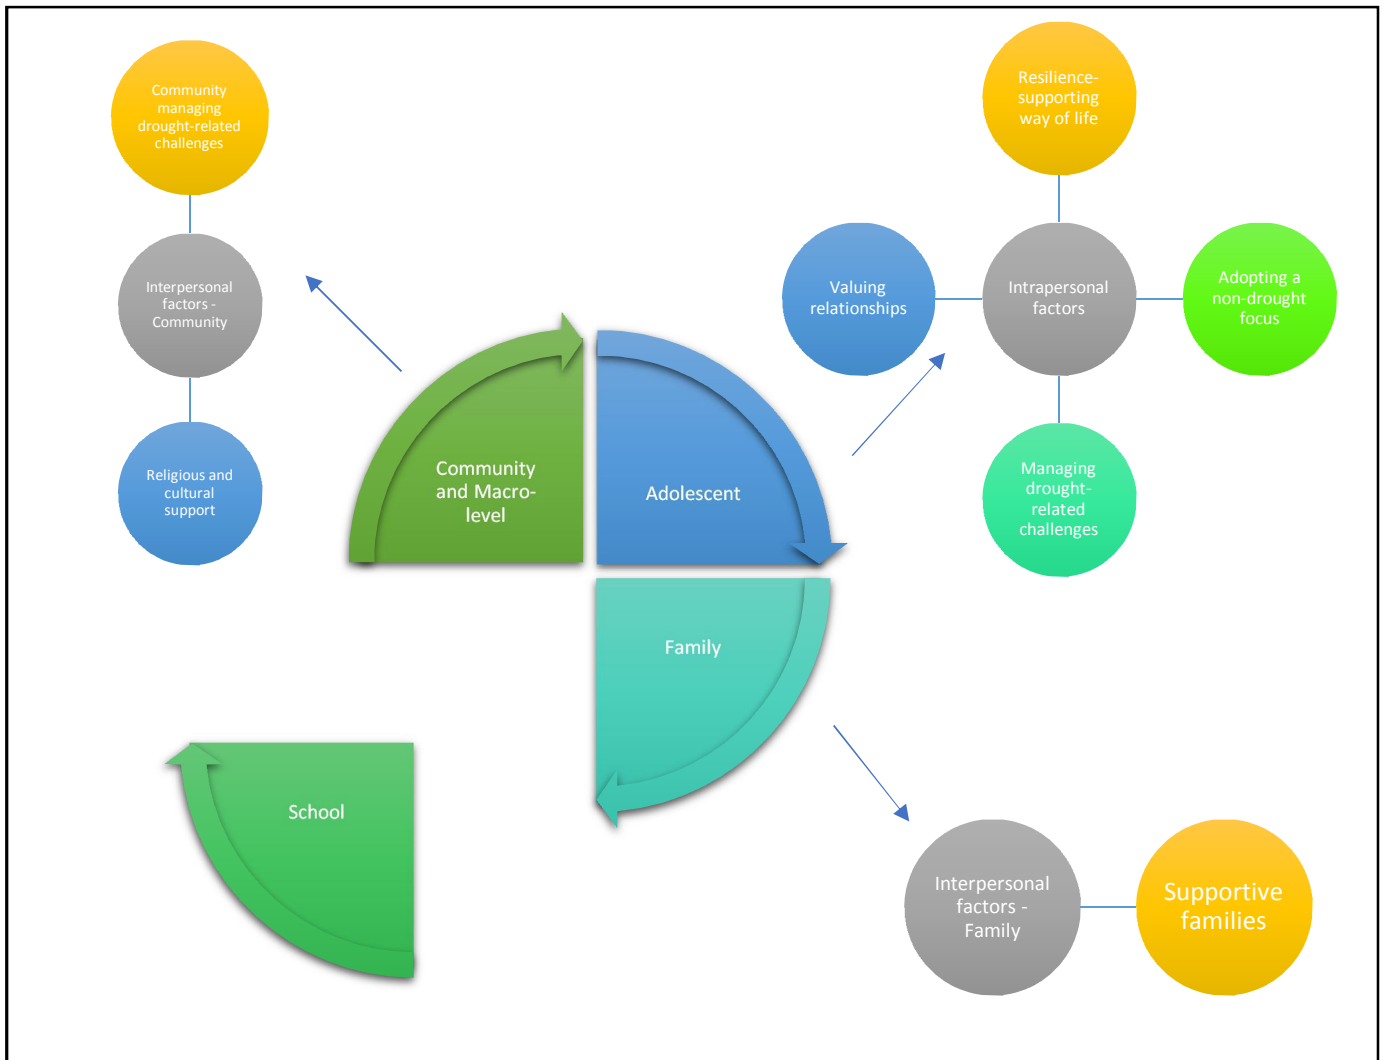 Community
managing
drought-related
challenges
Interpersonal
factors -
Community
Religious and
cultural
support
Resilience-
supporting
way of life
Valuing
relationships
Intrapersonal
factors
Adopting a
non-drought
focus
Managing
drought-
related
challenges
Community
and Macro-
level
Adolescent
Family
School
Interpersonal
factors -
Family
Supportive
families